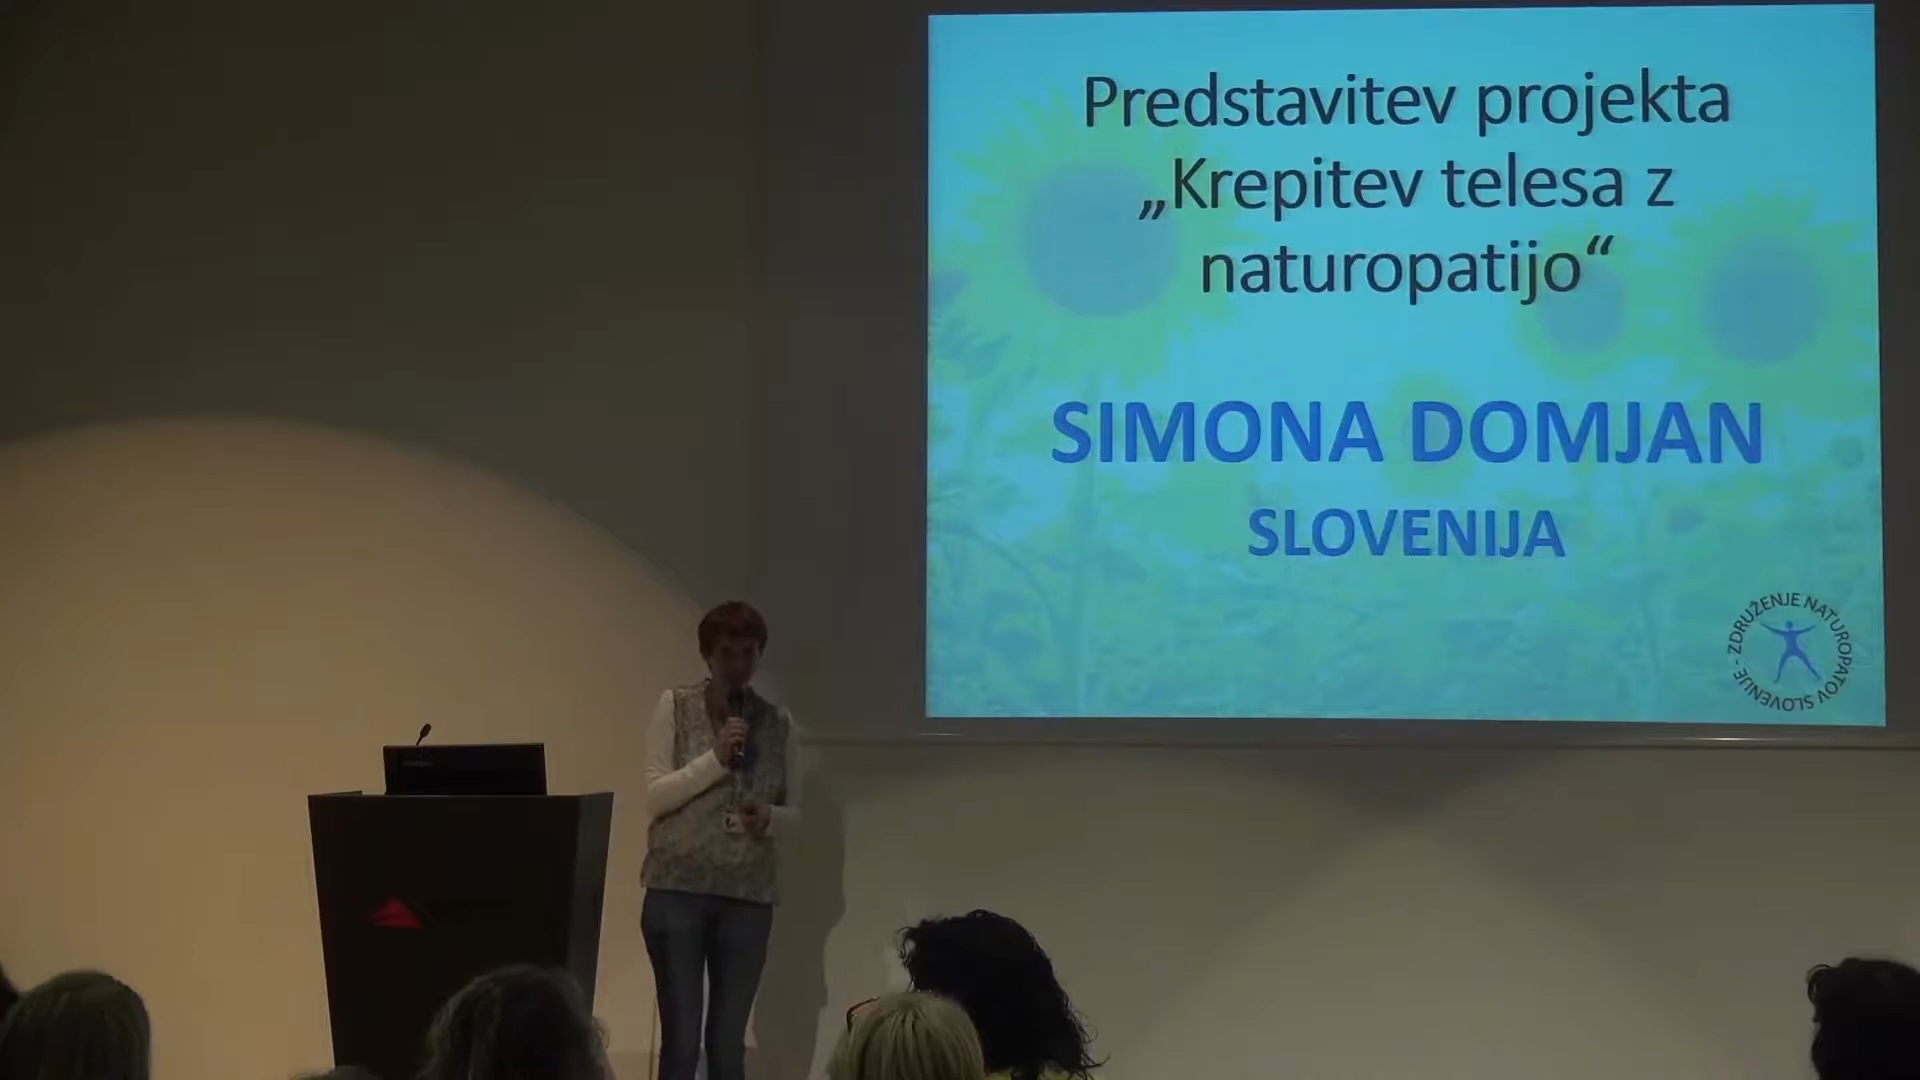 Predstavitev projekta
„Krepitev telesa z
naturopatijo“
SIMONA DOMJAN
SLOVENIJA
ZDRUŽENJE NATUROPATOV SLOVENIJE -